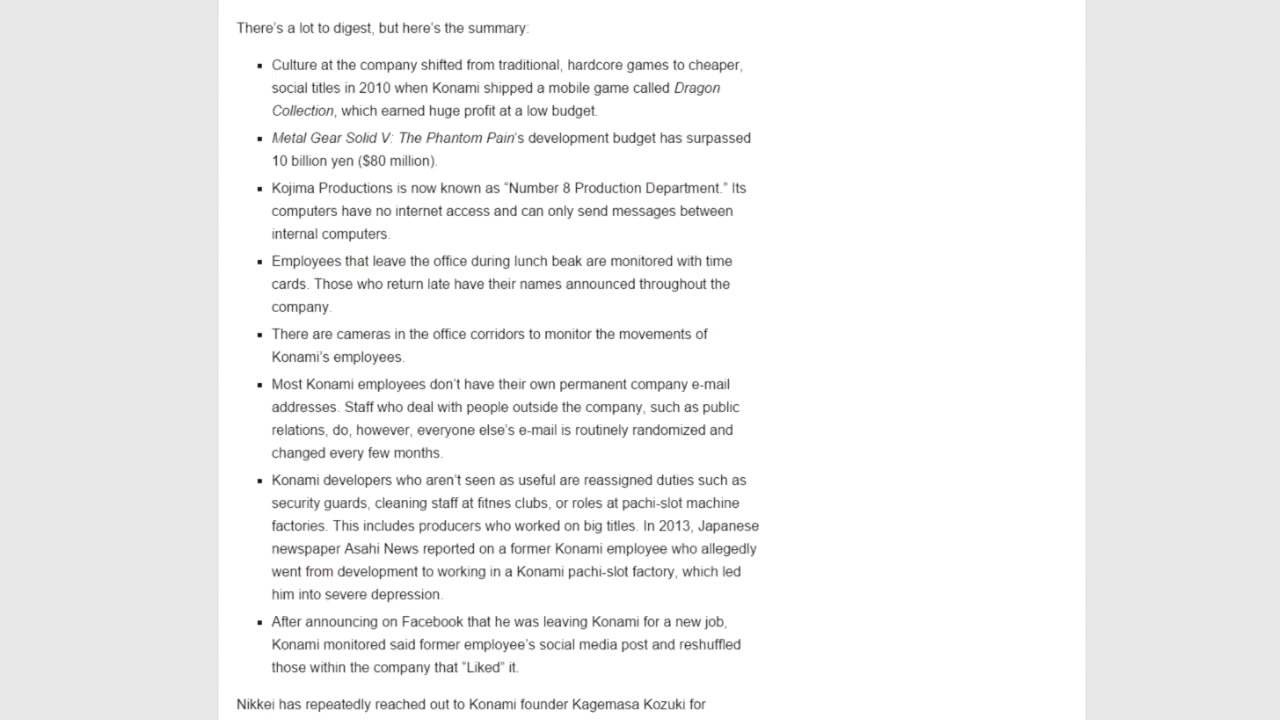 There's a lot to digest, but here's the summary:
▪ Culture at the company shifted from traditional, hardcore games to cheaper,
social titles in 2010 when Konami shipped a mobile game called Dragon
Collection, which earned huge profit at a low budget.
▪ Metal Gear Solid V: The Phantom Pain's development budget has surpassed
10 billion yen ($80 million).
▪ Kojima Productions is now known as “Number 8 Production Department.” Its
computers have no internet access and can only send messages between
internal computers.
▪ Employees that leave the office during lunch beak are monitored with time
cards. Those who return late have their names announced throughout the
company.
▪ There are cameras in the office corridors to monitor the movements of
Konami's employees.
▪ Most Konami employees don't have their own permanent company e-mail
addresses. Staff who deal with people outside the company, such as public
relations, do, however, everyone else's e-mail is routinely randomized and
changed every few months.
▪ Konami developers who aren't seen as useful are reassigned duties such as
security guards, cleaning staff at fitnes clubs, or roles at pachi-slot machine
factories. This includes producers who worked on big titles. In 2013, Japanese
newspaper Asahi News reported on a former Konami employee who allegedly
went from development to working in a Konami pachi-slot factory, which led
him into severe depression.
▪ After announcing on Facebook that he was leaving Konami for a new job,
Konami monitored said former employee's social media post and reshuffled
those within the company that “Liked” it.
Nikkei has repeatedly reached out to Konami founder Kagemasa Kozuki for